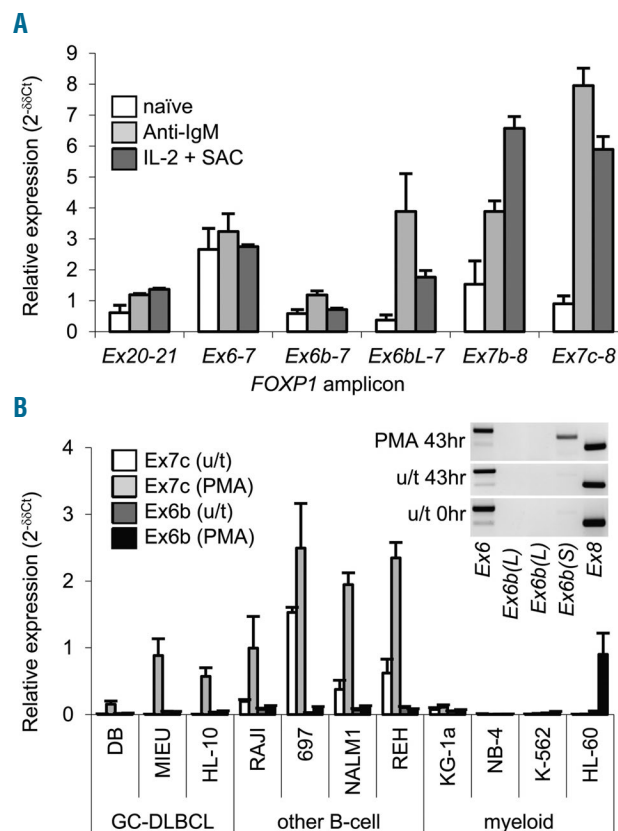 A
Relative expression (2-δδCt)
9
8
7
6
5
4
3
2
1
0
naïve
Anti-IgM
IL-2 + SAC
Ex20-21 Ex6-7 Ex6b-7 Ex6bL-7 Ex7b-8 Ex7c-8
FOXP1 amplicon
B
Relative expression (2-δδCt)
4
3
2
1
0
Ex7c (u/t)
Ex7c (PMA)
Ex6b (u/t)
Ex6b (PMA)
PMA 43hr
u/t 43hr
u/t 0hr
Ex6
Ex6b(L)
Ex6b(L)
Ex6b(S)
Ex8
DB
MIEU
HL-10
RAJI
697
NALM1
REH
KG-1a
NB-4
K-562
HL-60
GC-DLBCL other B-cell myeloid